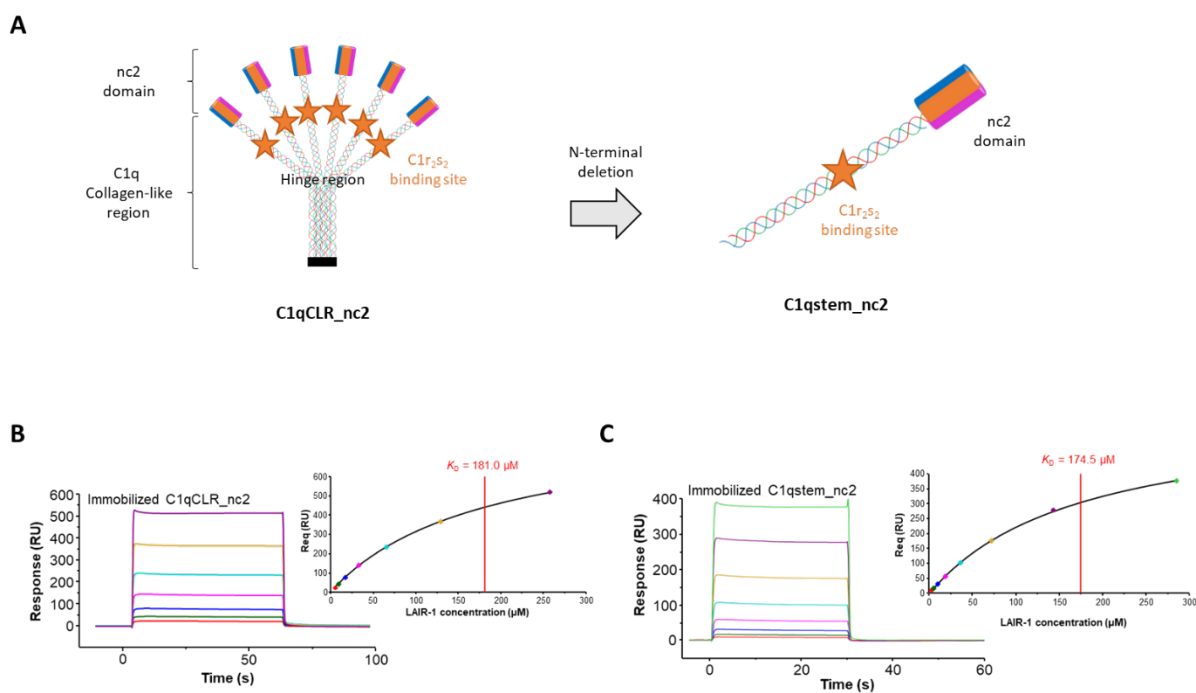 A
nc2
domain
C1q
Collagen-like
region
Hinge region
C1r₂s₂
binding site
C1qCLR_nc2
N-terminal
deletion
nc2
domain
C1r₂s₂
binding site
C1qstem_nc2
B
Immobilized C1qCLR_nc2
Response (RU)
600
500
400
300
200
100
0
0
50
100
Time (s)
K_D = 181.0 µM
Req (RU)
600
500
400
300
200
100
0
0
50
100
150
200
250
300
LAIR-1 concentration (µM)
C
Immobilized C1qstem_nc2
Response (RU)
400
300
200
100
0
0
20
40
60
Time (s)
K_D = 174.5 µM
Req (RU)
400
350
300
250
200
150
100
50
0
0
50
100
150
200
250
300
LAIR-1 concentration (µM)